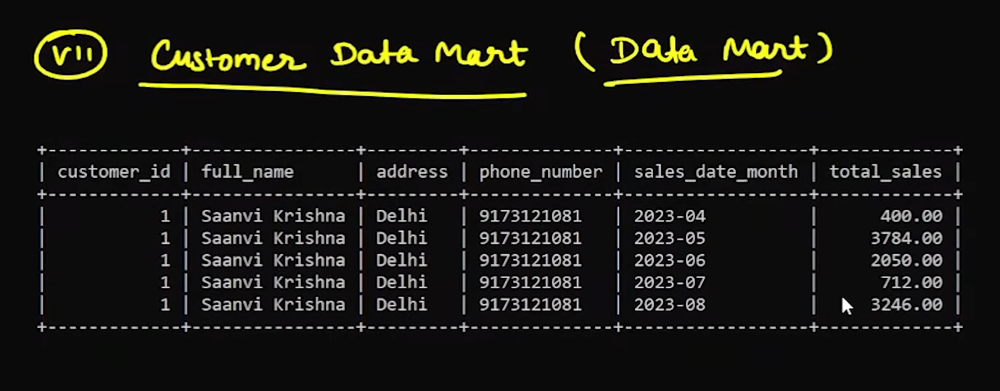 vii Customer Data Mart (Data Mart)
+-------------+----------------+---------+--------------+------------------+-------------+
| customer_id | full_name      | address | phone_number | sales_date_month | total_sales |
+-------------+----------------+---------+--------------+------------------+-------------+
|           1 | Saanvi Krishna | Delhi   | 9173121081   | 2023-04          |      400.00 |
|           1 | Saanvi Krishna | Delhi   | 9173121081   | 2023-05          |     3784.00 |
|           1 | Saanvi Krishna | Delhi   | 9173121081   | 2023-06          |     2050.00 |
|           1 | Saanvi Krishna | Delhi   | 9173121081   | 2023-07          |      712.00 |
|           1 | Saanvi Krishna | Delhi   | 9173121081   | 2023-08          |     3246.00 |
+-------------+----------------+---------+--------------+------------------+-------------+